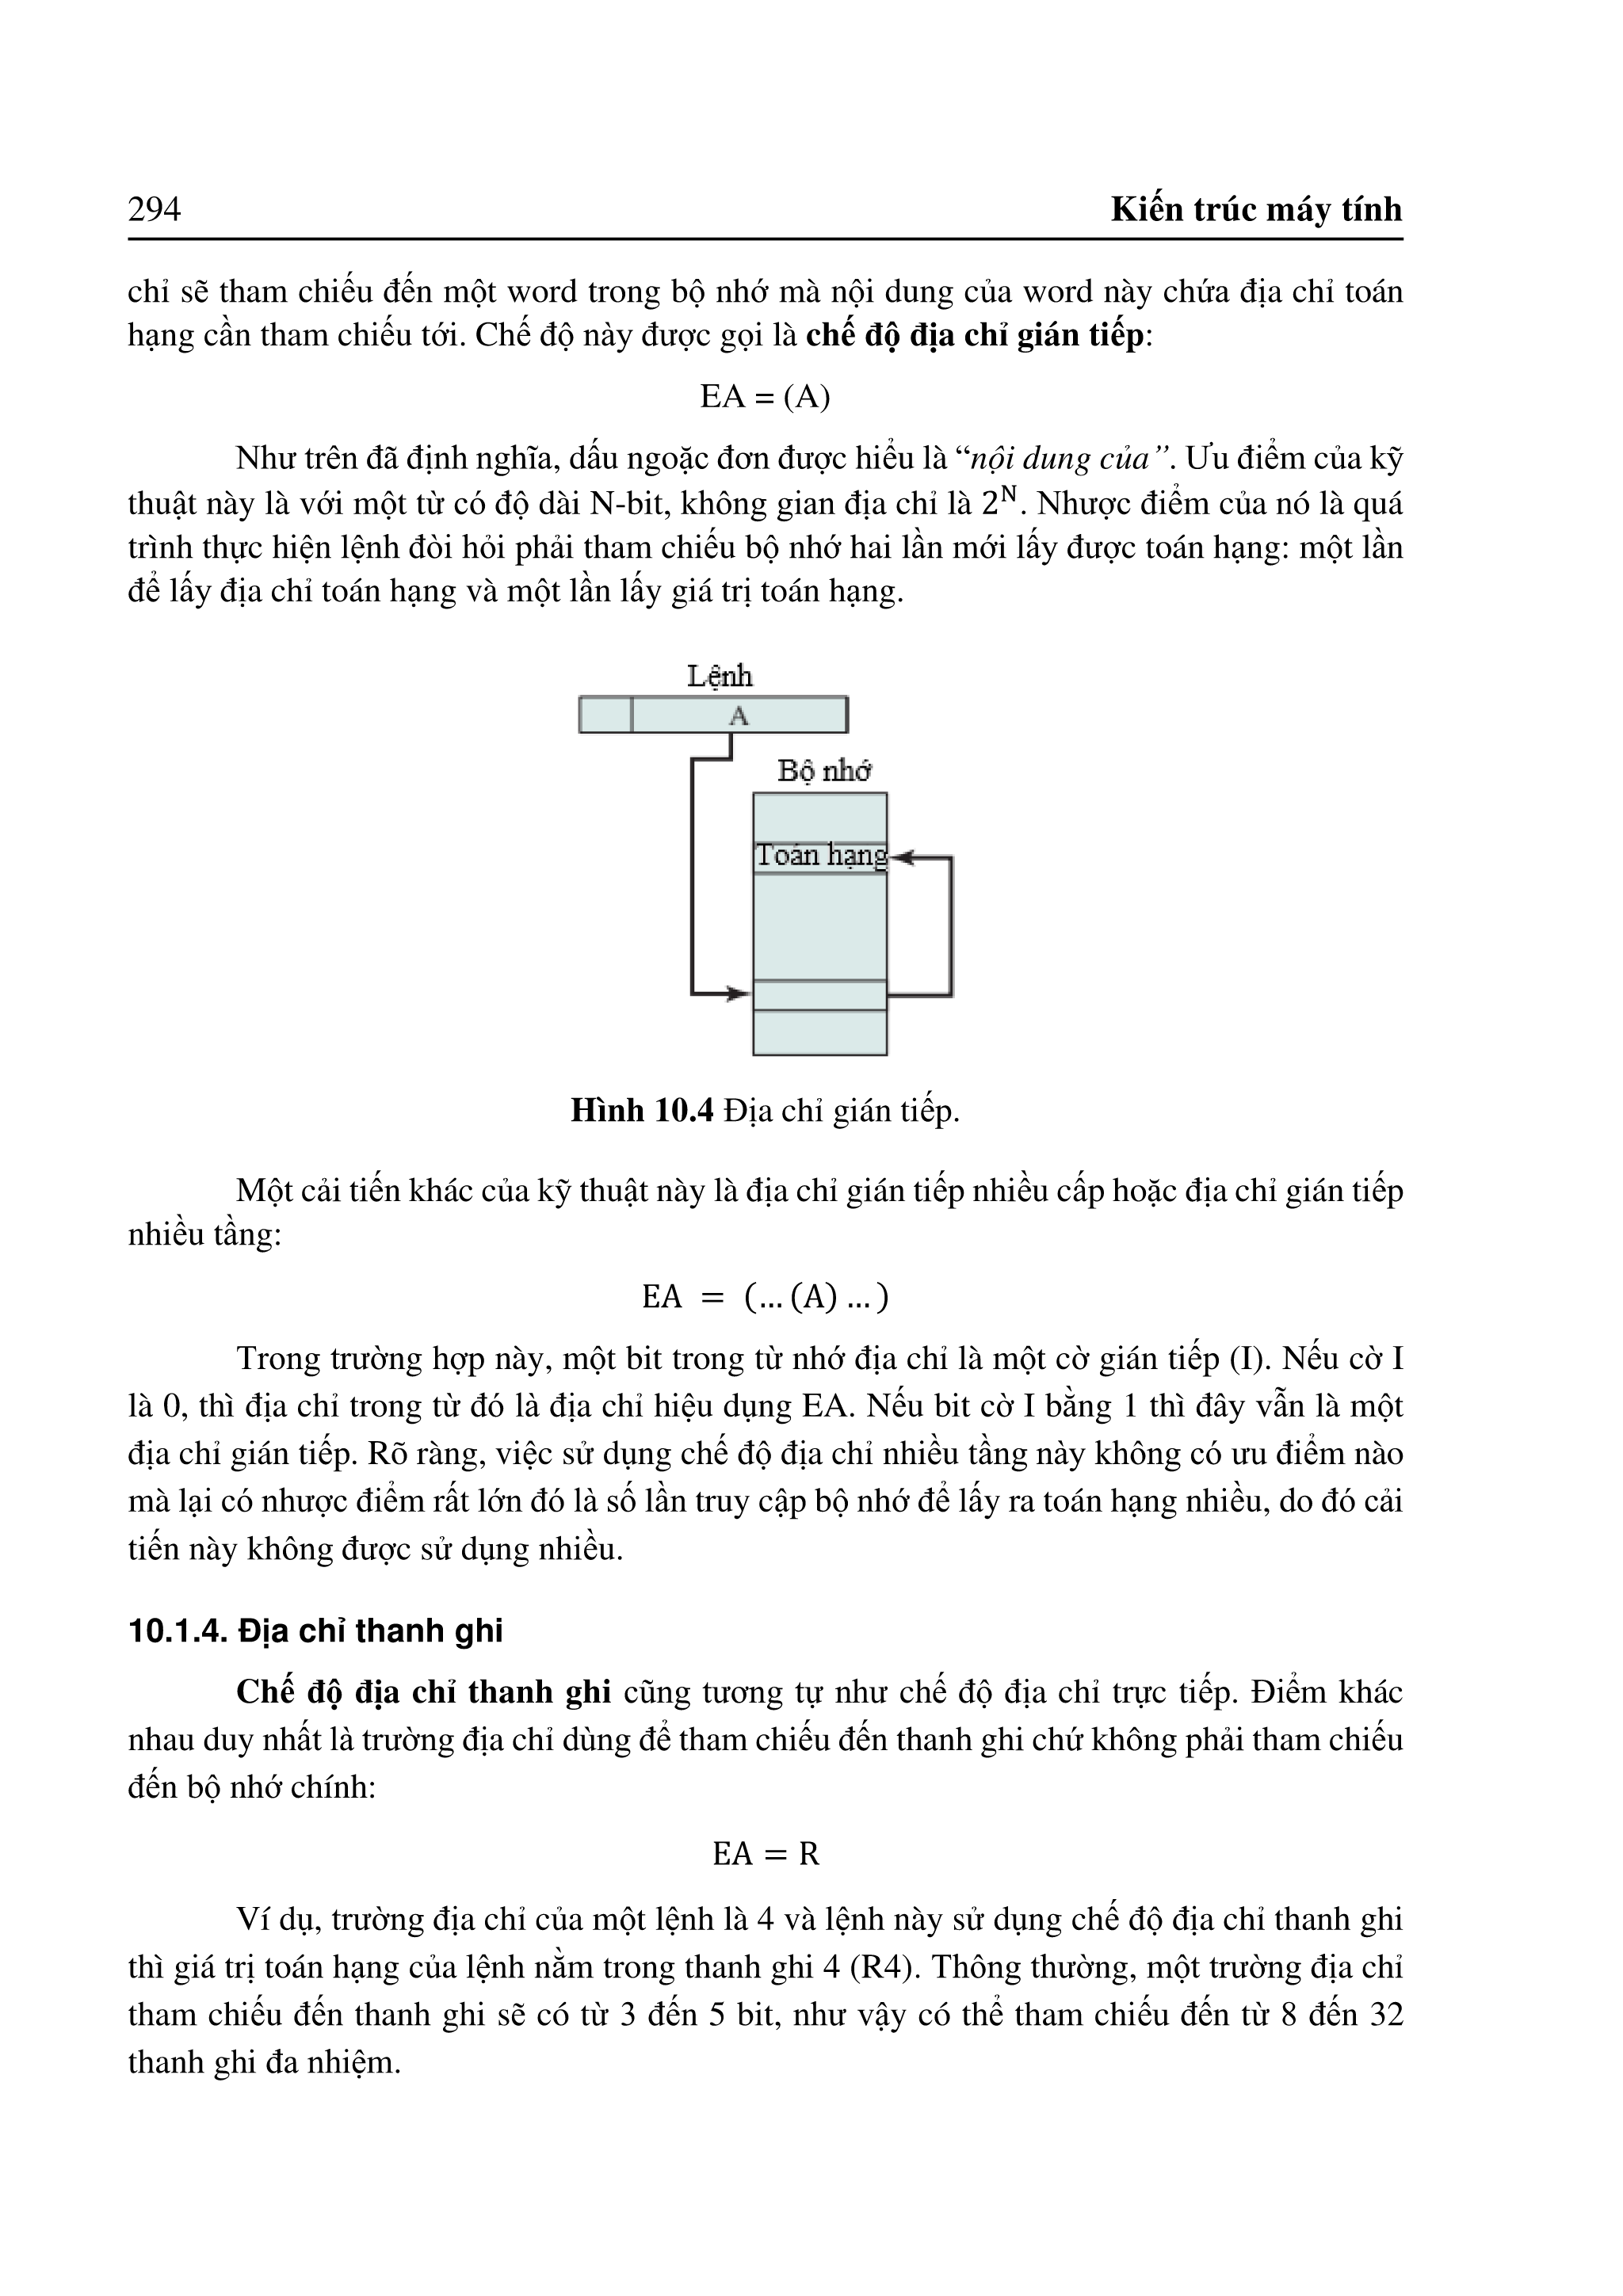 294 Kiến trúc máy tính
chỉ sẽ tham chiếu đến một word trong bộ nhớ mà nội dung của word này chứa địa chỉ toán
hạng cần tham chiếu tới. Chế độ này được gọi là chế độ địa chỉ gián tiếp:
EA = (A)
Như trên đã định nghĩa, dấu ngoặc đơn được hiểu là “nội dung của”. Ưu điểm của kỹ
thuật này là với một từ có độ dài N-bit, không gian địa chỉ là 2ᴺ. Nhược điểm của nó là quá
trình thực hiện lệnh đòi hỏi phải tham chiếu bộ nhớ hai lần mới lấy được toán hạng: một lần
để lấy địa chỉ toán hạng và một lần lấy giá trị toán hạng.
Lệnh
A
Bộ nhớ
Toán hạng
Hình 10.4 Địa chỉ gián tiếp.
Một cải tiến khác của kỹ thuật này là địa chỉ gián tiếp nhiều cấp hoặc địa chỉ gián tiếp
nhiều tầng:
EA = (… (A) … )
Trong trường hợp này, một bit trong từ nhớ địa chỉ là một cờ gián tiếp (I). Nếu cờ I
là 0, thì địa chỉ trong từ đó là địa chỉ hiệu dụng EA. Nếu bit cờ I bằng 1 thì đây vẫn là một
địa chỉ gián tiếp. Rõ ràng, việc sử dụng chế độ địa chỉ nhiều tầng này không có ưu điểm nào
mà lại có nhược điểm rất lớn đó là số lần truy cập bộ nhớ để lấy ra toán hạng nhiều, do đó cải
tiến này không được sử dụng nhiều.
10.1.4. Địa chỉ thanh ghi
Chế độ địa chỉ thanh ghi cũng tương tự như chế độ địa chỉ trực tiếp. Điểm khác
nhau duy nhất là trường địa chỉ dùng để tham chiếu đến thanh ghi chứ không phải tham chiếu
đến bộ nhớ chính:
EA = R
Ví dụ, trường địa chỉ của một lệnh là 4 và lệnh này sử dụng chế độ địa chỉ thanh ghi
thì giá trị toán hạng của lệnh nằm trong thanh ghi 4 (R4). Thông thường, một trường địa chỉ
tham chiếu đến thanh ghi sẽ có từ 3 đến 5 bit, như vậy có thể tham chiếu đến từ 8 đến 32
thanh ghi đa nhiệm.